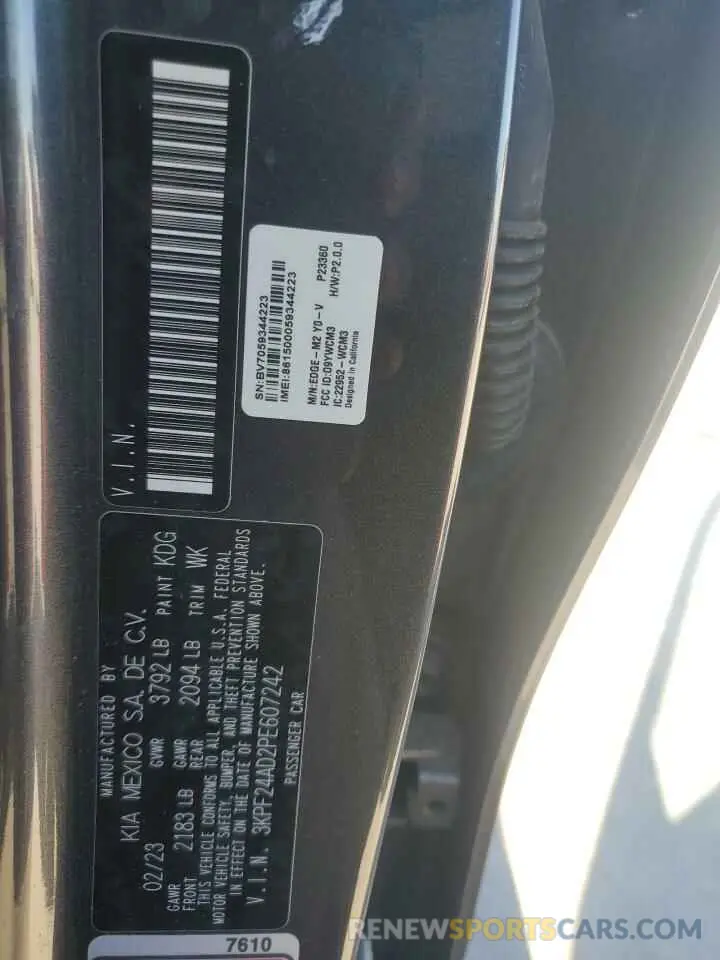 V.I.N.
SN:BV7059344223
IMEI:861500059344223
M/N:EDGE-M2 YD-V P23360
FCC ID:O9YWCM3 H/W:P2.0.0
IC:22952-WCM3
Designed in California
MANUFACTURED BY
KIA MEXICO S.A. DE C.V.
02/23 GVWR 3792 LB PAINT KDG
GAWR FRONT 2183 LB GAWR REAR 2094 LB TRIM WK
THIS VEHICLE CONFORMS TO ALL APPLICABLE U.S.A. FEDERAL
MOTOR VEHICLE SAFETY, BUMPER, AND THEFT PREVENTION STANDARDS
IN EFFECT ON THE DATE OF MANUFACTURE SHOWN ABOVE.
V.I.N. 3KPF24AD2PE607242
PASSENGER CAR
7610
RENEWSPORTSCARS.COM